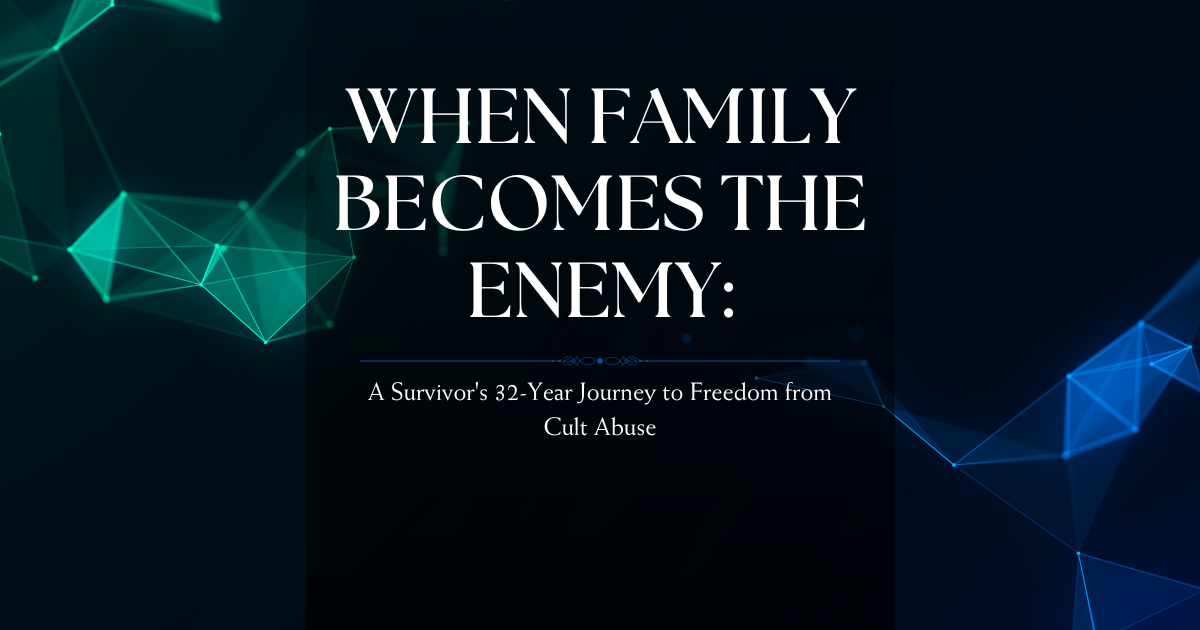 WHEN FAMILY
BECOMES THE
ENEMY:
A Survivor's 32-Year Journey to Freedom from
Cult Abuse